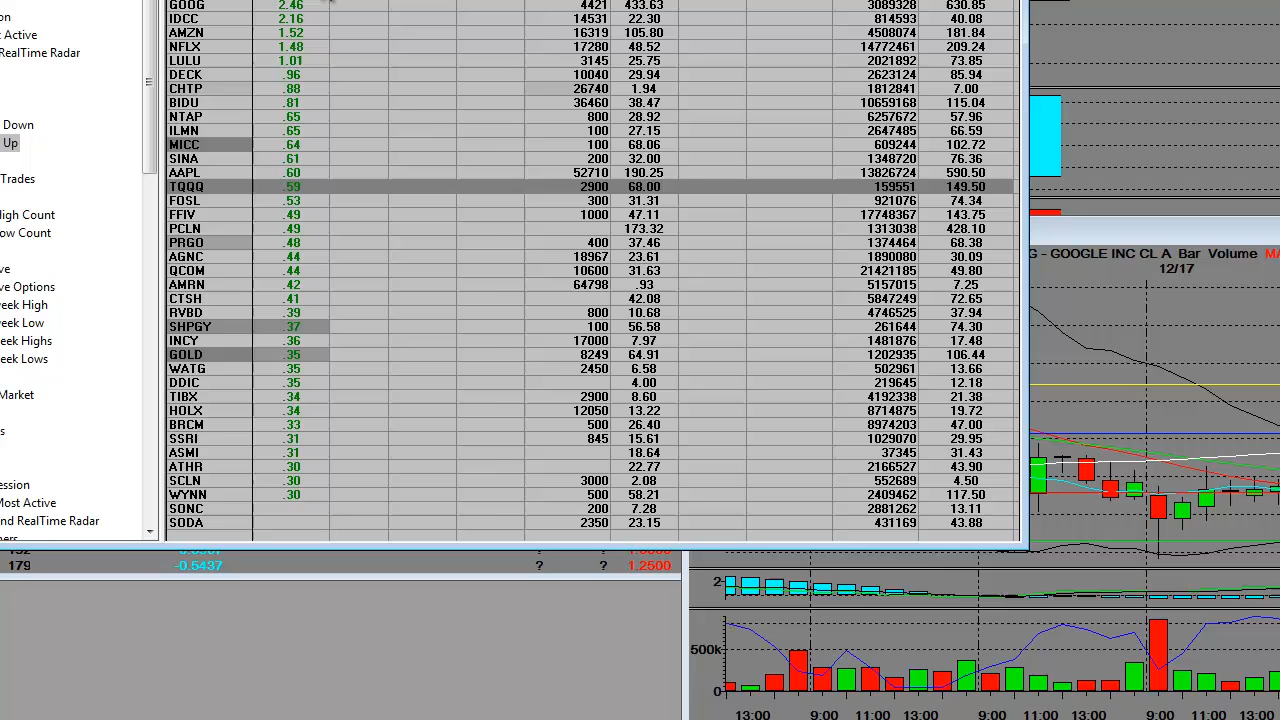 on
t Active
RealTime Radar
Down
Up
Trades
igh Count
ow Count
ve
ve Options
eek High
eek Low
eek Highs
eek Lows
Market
s
ession
Most Active
nd RealTime Radar
GOOG 2.46 4421 433.63 3089328 630.85
IDCC 2.16 14531 22.30 814593 40.08
AMZN 1.52 16319 105.80 4508074 181.84
NFLX 1.48 17280 48.52 14772461 209.24
LULU 1.01 3145 25.75 2021892 73.85
DECK .96 10040 29.94 2623124 85.94
CHTP .88 26740 1.94 1812841 7.00
BIDU .81 36460 38.47 10659168 115.04
NTAP .65 800 28.92 6257672 57.96
ILMN .65 100 27.15 2647485 66.59
MICC .64 100 68.06 609244 102.72
SINA .61 200 32.00 1348720 76.36
AAPL .60 52710 190.25 13826724 590.50
TQQQ .59 2900 68.00 159551 149.50
FOSL .53 300 31.31 921076 74.34
FFIV .49 1000 47.11 17748367 143.75
PCLN .49 173.32 1313038 428.10
PRGO .48 400 37.46 1374464 68.38
AGNC .44 18967 23.61 1890080 30.09
QCOM .44 10600 31.63 21421185 49.80
AMRN .42 64798 .93 5157015 7.25
CTSH .41 42.08 5847249 72.65
RVBD .39 800 10.68 4746525 37.94
SHPGY .37 100 56.58 261644 74.30
INCY .36 17000 7.97 1481876 17.48
GOLD .35 8249 64.91 1202935 106.44
WATG .35 2450 6.58 502961 13.66
DDIC .35 4.00 219645 12.18
TIBX .34 2900 8.60 4192338 21.38
HOLX .34 12050 13.22 8714875 19.72
BRCM .33 500 26.40 8974203 47.00
SSRI .31 845 15.61 1029070 29.95
ASMI .31 18.64 37345 31.43
ATHR .30 22.77 2166527 43.90
SCLN .30 3000 2.08 552689 4.50
WYNN .30 500 58.21 2409462 117.50
SONC 200 7.28 2881262 13.11
SODA 2350 23.15 431169 43.88
179 -0.5437 ? ? 1.2500
G - GOOGLE INC CL A Bar Volume MA
12/17
2
500k
0
13:00 9:00 11:00 13:00 9:00 11:00 13:00 9:00 11:00 13:00